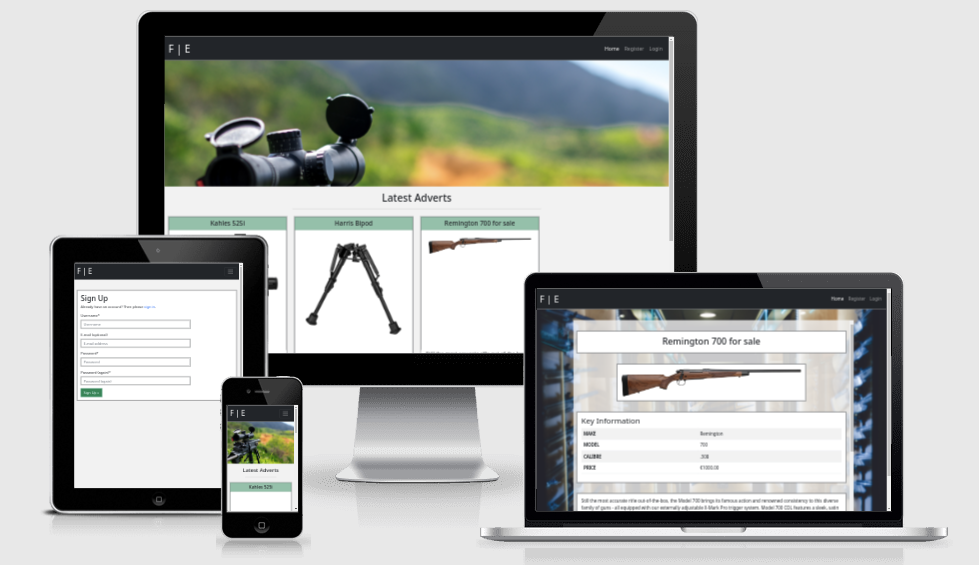 F | E
Home Register Login
Latest Adverts
Kahles 525i
Harris Bipod
Remington 700 for sale
F | E
Sign Up
Already have an account? Then please sign in.
Username*
Username
E-mail (optional)
E-mail address
Password*
Password
Password (again)*
Password (again)
Sign Up »
F | E
Latest Adverts
Kahles 525i
F | E
Home Register Login
Remington 700 for sale
Key Information
MAKE Remington
MODEL 700
CALIBRE .308
PRICE
Still the most accurate rifle out of the box, the Model 700 brings its famous action and renowned consistency to this diverse
family of guns - all equipped with our externally adjustable X-Mark Pro trigger system. Model 700 CDL features a sleek, satin